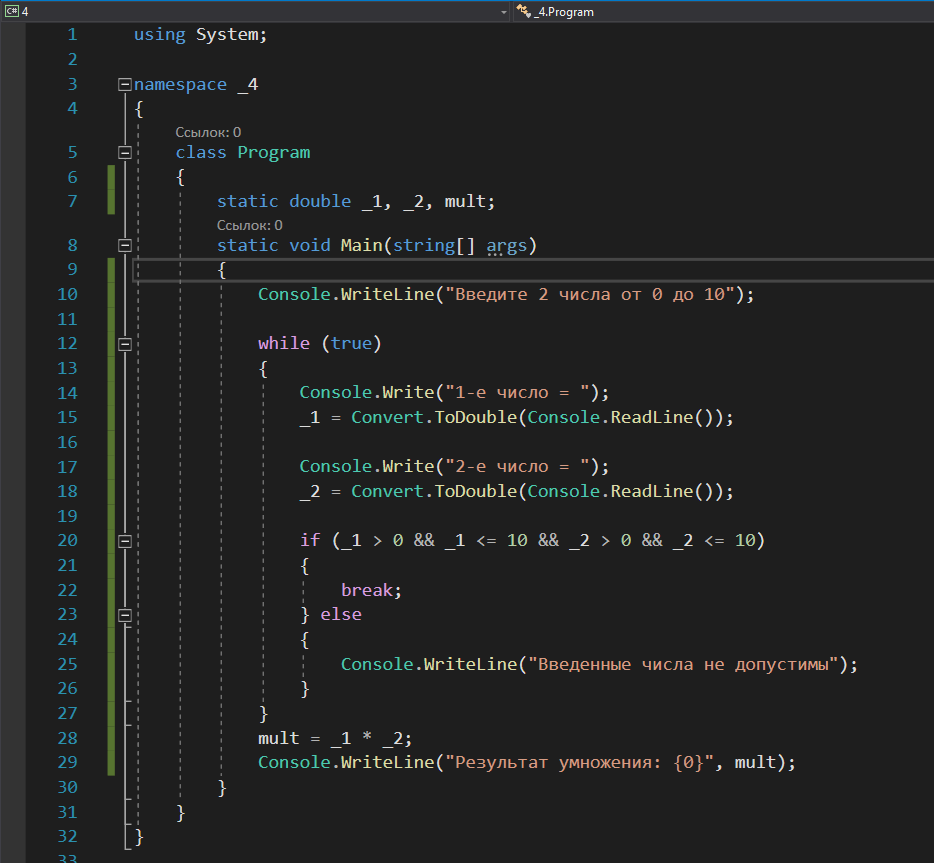 C# 4 _4.Program
1 using System;
2
3 namespace _4
4 {
Ссылок: 0
5 class Program
6 {
7 static double _1, _2, mult;
Ссылок: 0
8 static void Main(string[] args)
9 {
10 Console.WriteLine("Введите 2 числа от 0 до 10");
11
12 while (true)
13 {
14 Console.Write("1-е число = ");
15 _1 = Convert.ToDouble(Console.ReadLine());
16
17 Console.Write("2-е число = ");
18 _2 = Convert.ToDouble(Console.ReadLine());
19
20 if (_1 > 0 && _1 <= 10 && _2 > 0 && _2 <= 10)
21 {
22 break;
23 } else
24 {
25 Console.WriteLine("Введенные числа не допустимы");
26 }
27 }
28 mult = _1 * _2;
29 Console.WriteLine("Результат умножения: {0}", mult);
30 }
31 }
32 }
33